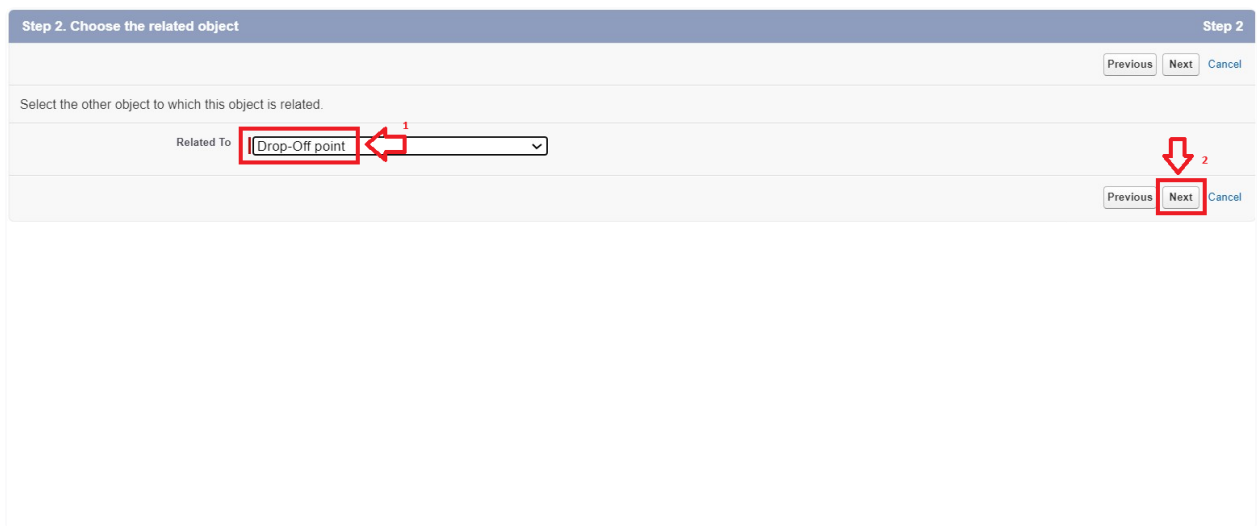 Step 2. Choose the related object Step 2
Previous Next Cancel
Select the other object to which this object is related.
1
Related To Drop-Off point
2
Previous Next Cancel